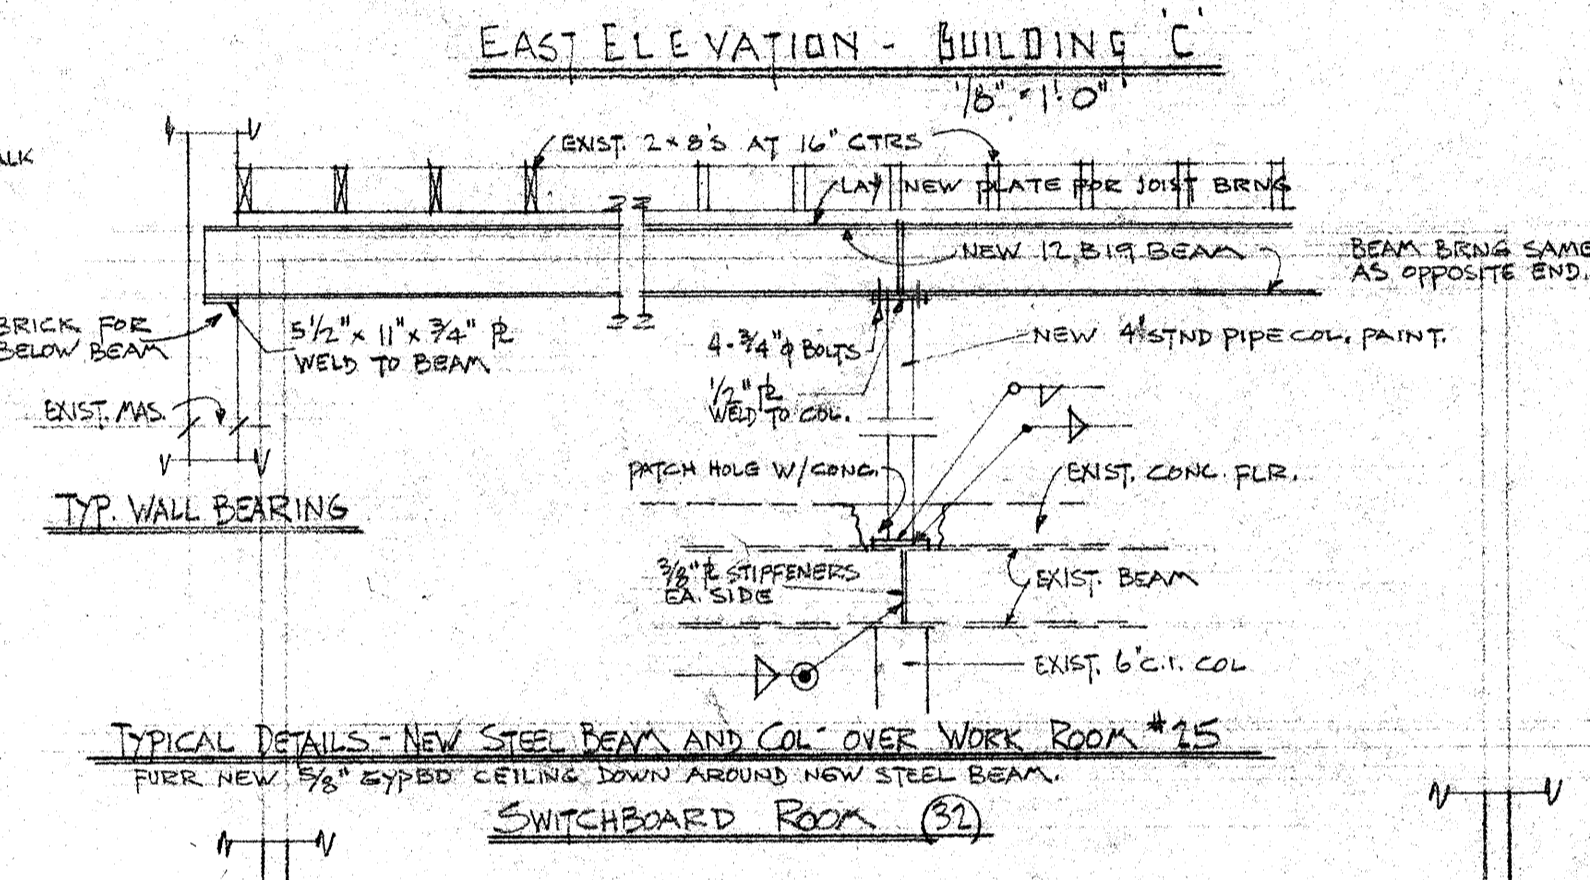 EAST ELEVATION - BUILDING 'C'
1/8" = 1'-0"
ALK
EXIST. 2x8'S AT 16" CTRS
LAY NEW PLATE FOR JOIST BRNG
NEW 12 B19 BEAM
BEAM BRNG SAME
AS OPPOSITE END.
BRICK FOR
BELOW BEAM
5 1/2" x 11" x 3/4" PL
WELD TO BEAM
4-3/4"φ BOLTS
NEW 4" STND PIPE COL. PAINT.
1/2" PL
WELD TO COL.
EXIST. MAS.
PATCH HOLE W/CONC.
EXIST. CONC. FLR.
TYP. WALL BEARING
3/8" PL STIFFENERS
EA. SIDE
EXIST. BEAM
EXIST. 6" C.I. COL
TYPICAL DETAILS - NEW STEEL BEAM AND COL- OVER WORK ROOM #25
FURR NEW 5/8" GYPBD CEILING DOWN AROUND NEW STEEL BEAM.
SWITCHBOARD ROOM 32